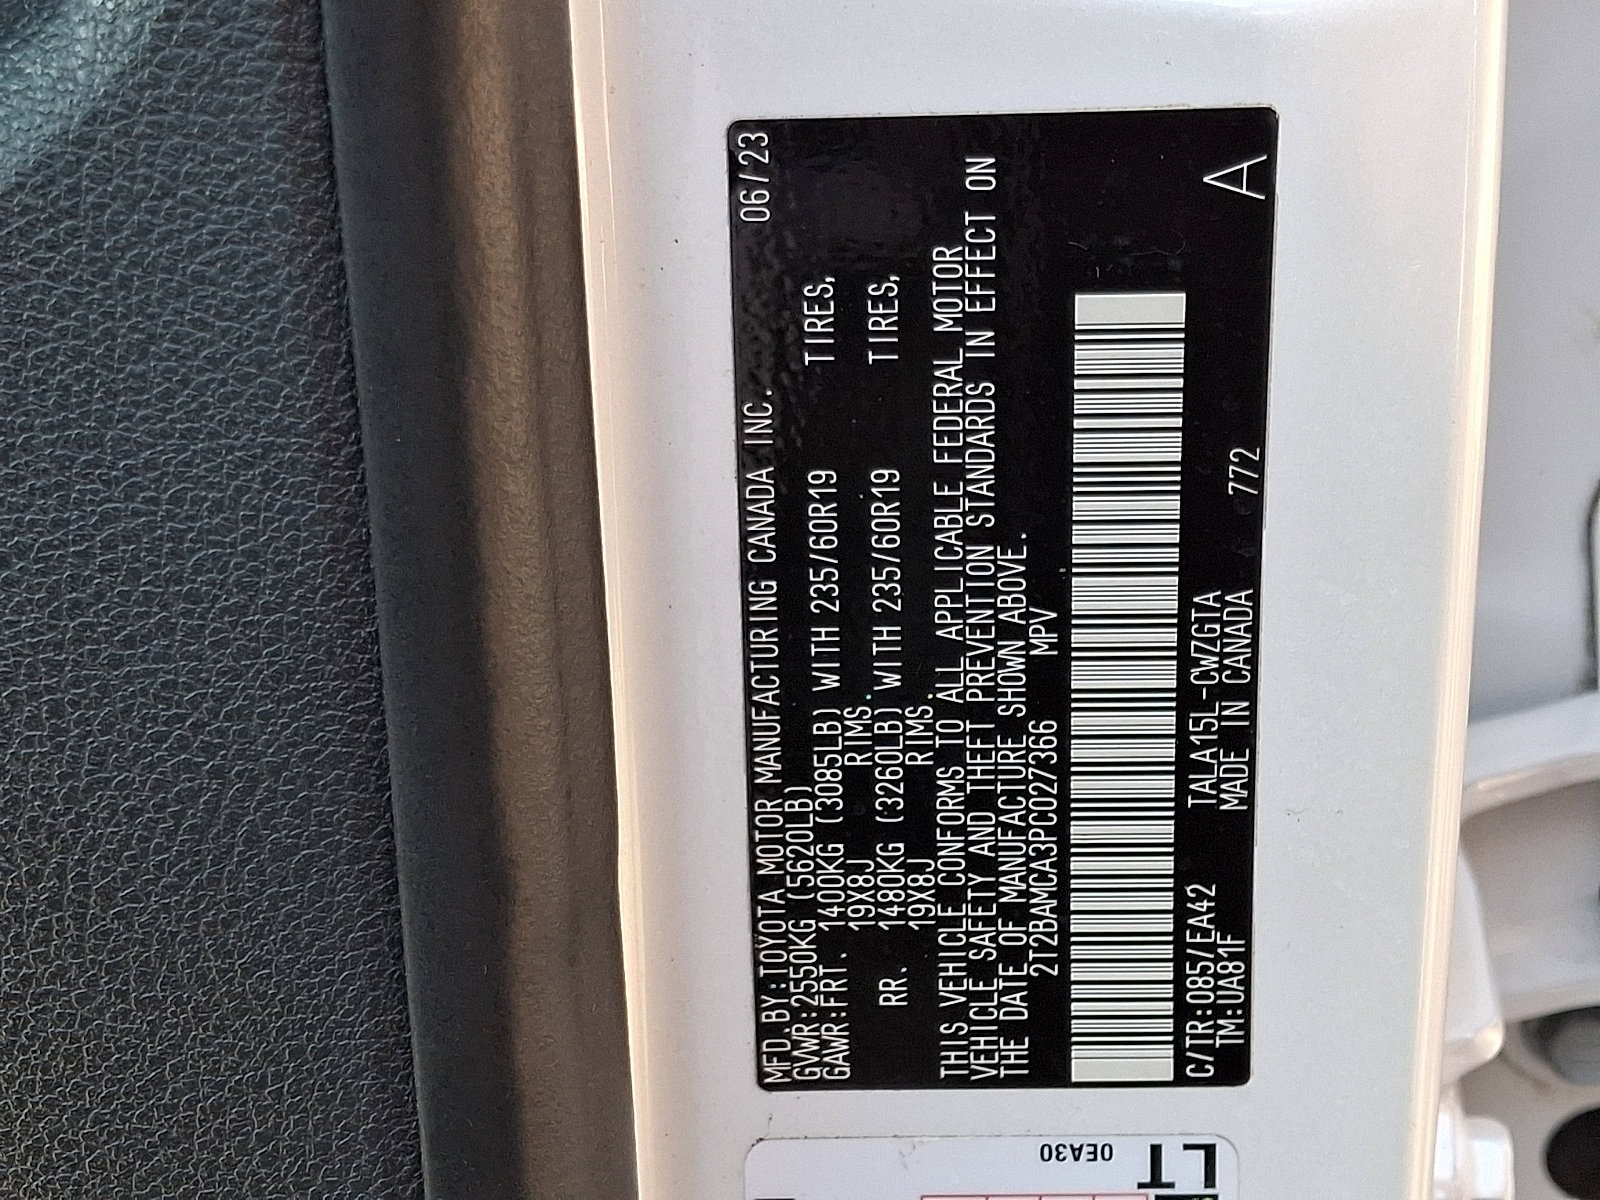 MFD.BY:TOYOTA MOTOR MANUFACTURING CANADA INC. 06/23
GVWR:2550KG (5620LB)
GAWR:FRT. 1400KG (3085LB) WITH 235/60R19 TIRES,
19X8J RIMS.
RR. 1480KG (3260LB) WITH 235/60R19 TIRES,
19X8J RIMS.
THIS VEHICLE CONFORMS TO ALL APPLICABLE FEDERAL MOTOR
VEHICLE SAFETY AND THEFT PREVENTION STANDARDS IN EFFECT ON
THE DATE OF MANUFACTURE SHOWN ABOVE.
2T2BAMCA3PC027366 MPV
C/TR:085/EA42 TALA15L-CWZGTA
TM:UA81F MADE IN CANADA 772 A
0EA30